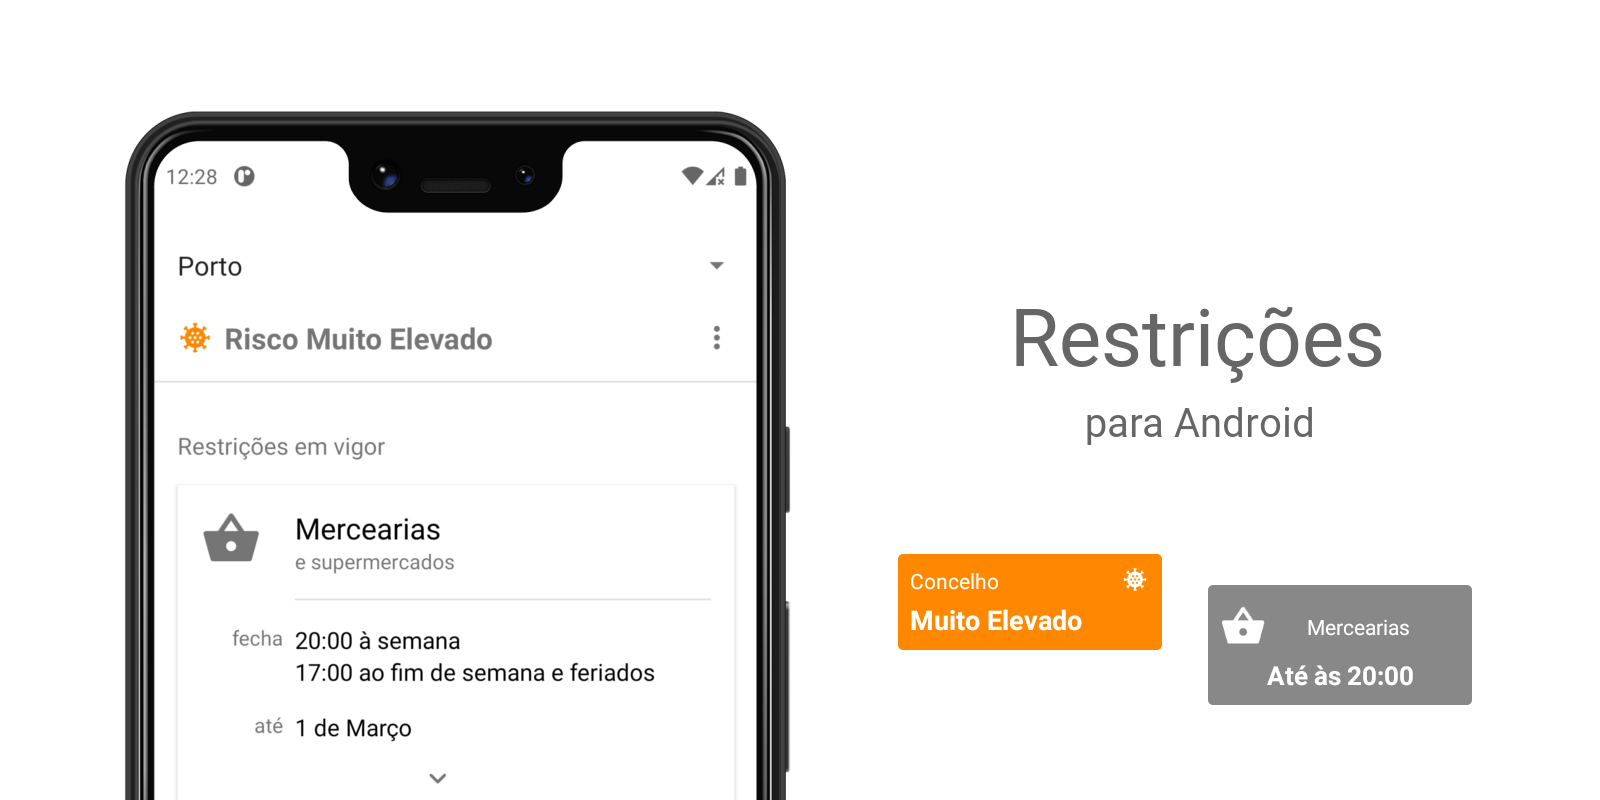 12:28
Porto
Risco Muito Elevado
Restrições em vigor
Mercearias
e supermercados
fecha 20:00 à semana
17:00 ao fim de semana e feriados
até 1 de Março
Restrições
para Android
Concelho
Muito Elevado
Mercearias
Até às 20:00